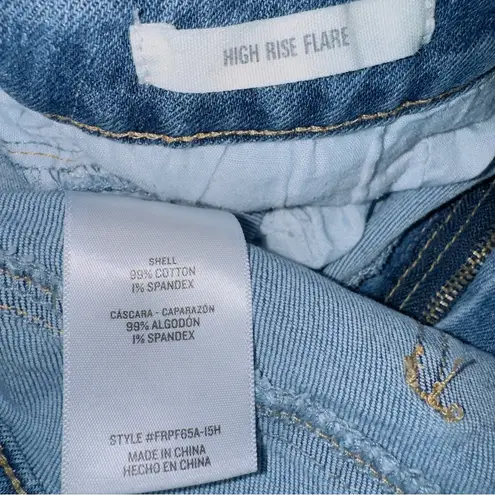 HIGH RISE FLARE
SHELL
99% COTTON
1% SPANDEX
CÁSCARA - CAPARAZÓN
99% ALGODÓN
1% SPANDEX
STYLE #FRPF65A-15H
MADE IN CHINA
HECHO EN CHINA